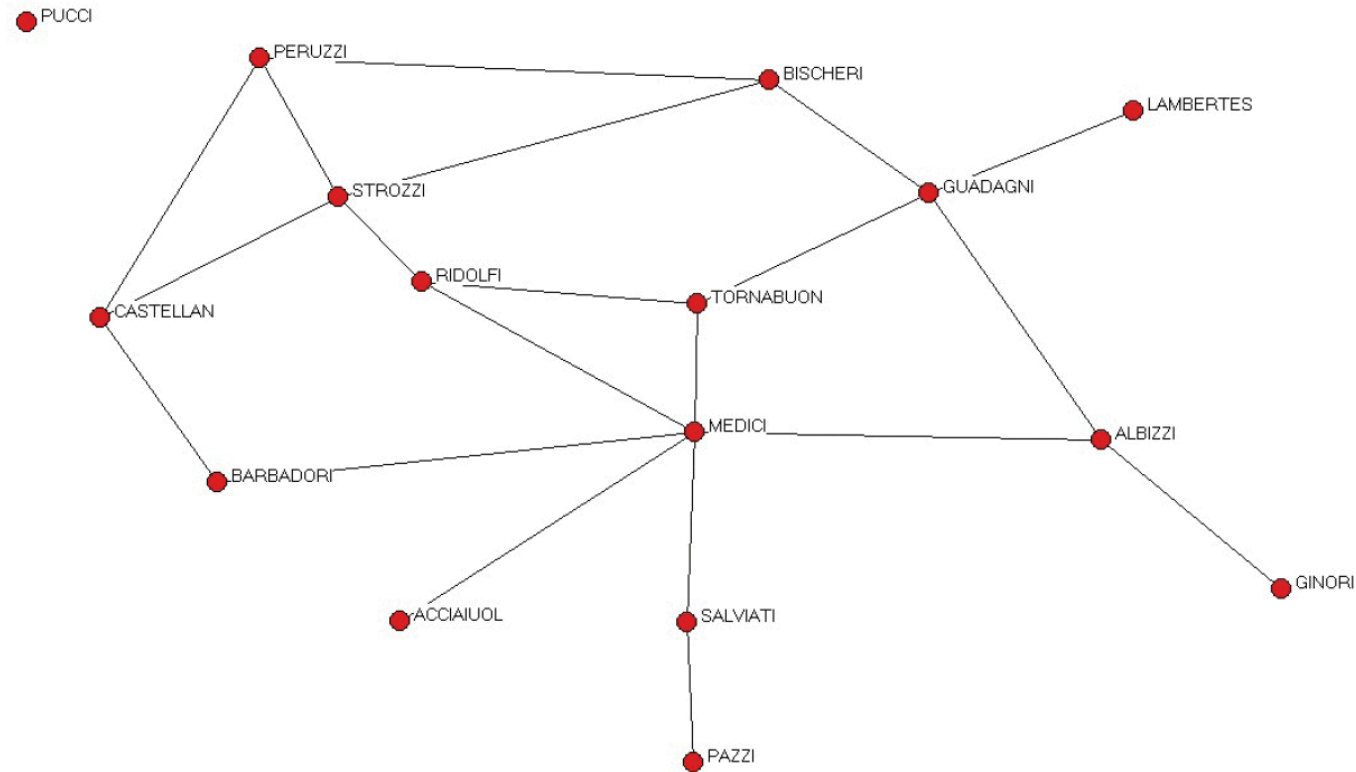 PUCCI
PERUZZI
BISCHERI
LAMBERTES
STROZZI
GUADAGNI
RIDOLFI
TORNABUON
CASTELLAN
MEDICI
ALBIZZI
BARBADORI
GINORI
ACCIAIUOL
SALVIATI
PAZZI